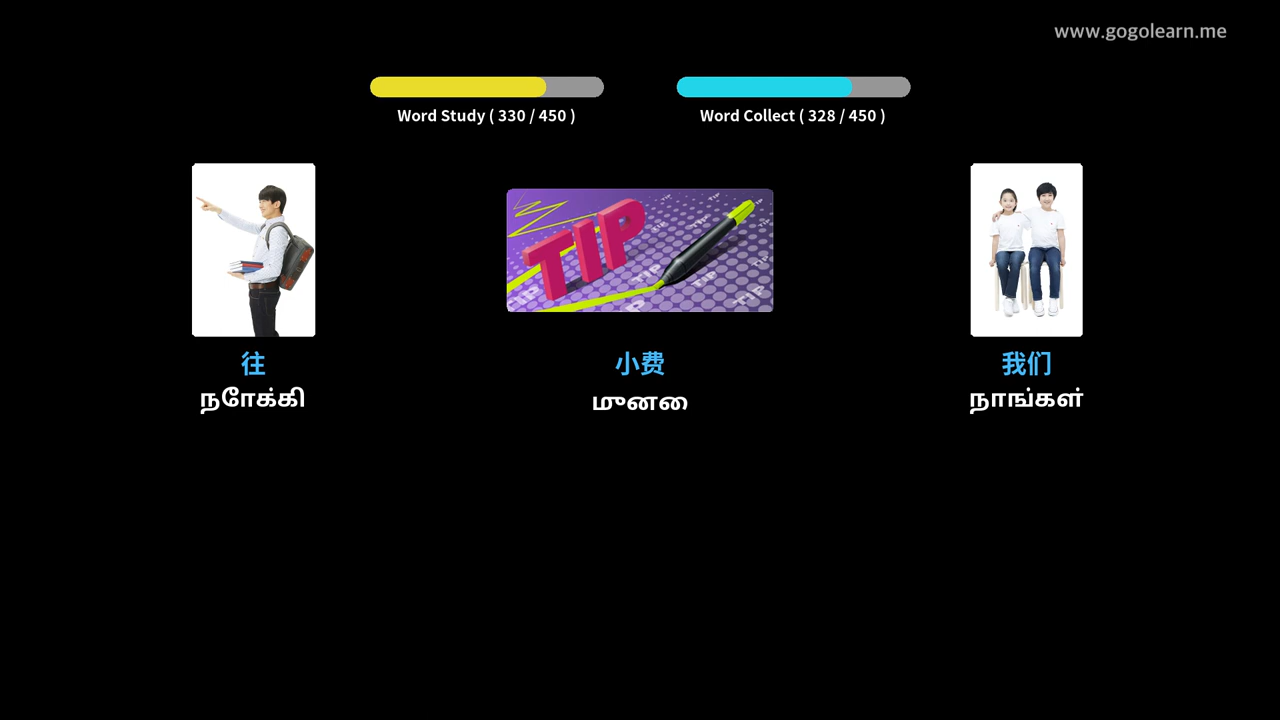 www.gogolearn.me
Word Study ( 330 / 450 )
Word Collect ( 328 / 450 )
TIP
往
小费
我们
நோக்கி
முனை
நாங்கள்